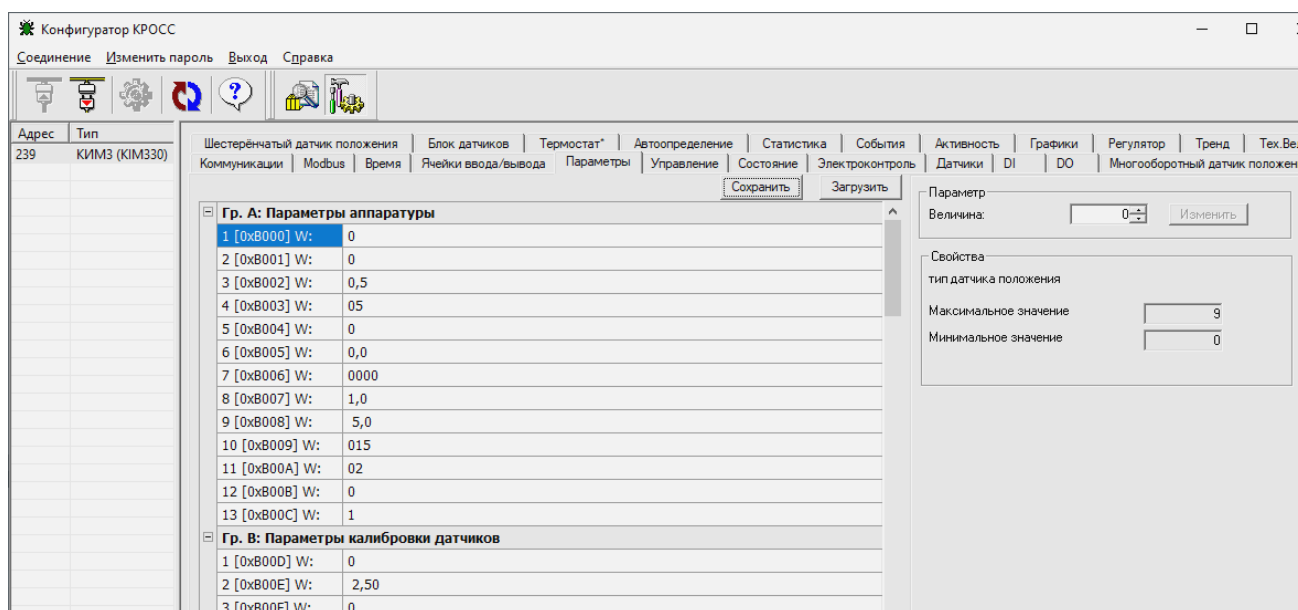 Конфигуратор КРОСС
Соединение Изменить пароль Выход Справка
Адрес Тип
239 КИМ3 (KIM330)
Шестерёнчатый датчик положения Блок датчиков Термостат* Автоопределение Статистика События Активность Графики Регулятор Тренд Тех.Ве
Коммуникации Modbus Время Ячейки ввода/вывода Параметры Управление Состояние Электроконтроль Датчики DI DO Многооборотный датчик положен
Сохранить Загрузить
Гр. A: Параметры аппаратуры
1 [0xB000] W: 0
2 [0xB001] W: 0
3 [0xB002] W: 0,5
4 [0xB003] W: 05
5 [0xB004] W: 0
6 [0xB005] W: 0,0
7 [0xB006] W: 0000
8 [0xB007] W: 1,0
9 [0xB008] W: 5,0
10 [0xB009] W: 015
11 [0xB00A] W: 02
12 [0xB00B] W: 0
13 [0xB00C] W: 1
Гр. B: Параметры калибровки датчиков
1 [0xB00D] W: 0
2 [0xB00E] W: 2,50
3 [0xB00F] W: 0
Параметр
Величина: 0 Изменить
Свойства
тип датчика положения
Максимальное значение 9
Минимальное значение 0